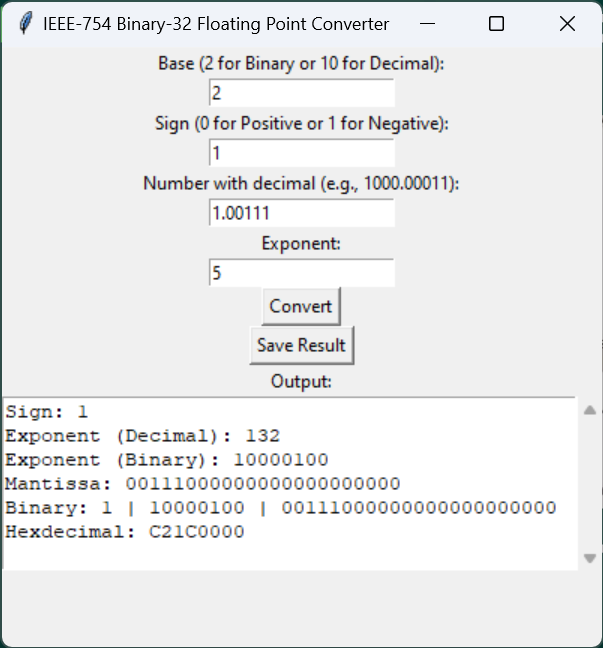 IEEE-754 Binary-32 Floating Point Converter
Base (2 for Binary or 10 for Decimal):
2
Sign (0 for Positive or 1 for Negative):
1
Number with decimal (e.g., 1000.00011):
1.00111
Exponent:
5
Convert
Save Result
Output:
Sign: 1
Exponent (Decimal): 132
Exponent (Binary): 10000100
Mantissa: 00111000000000000000000
Binary: 1 | 10000100 | 00111000000000000000000
Hexdecimal: C21C0000